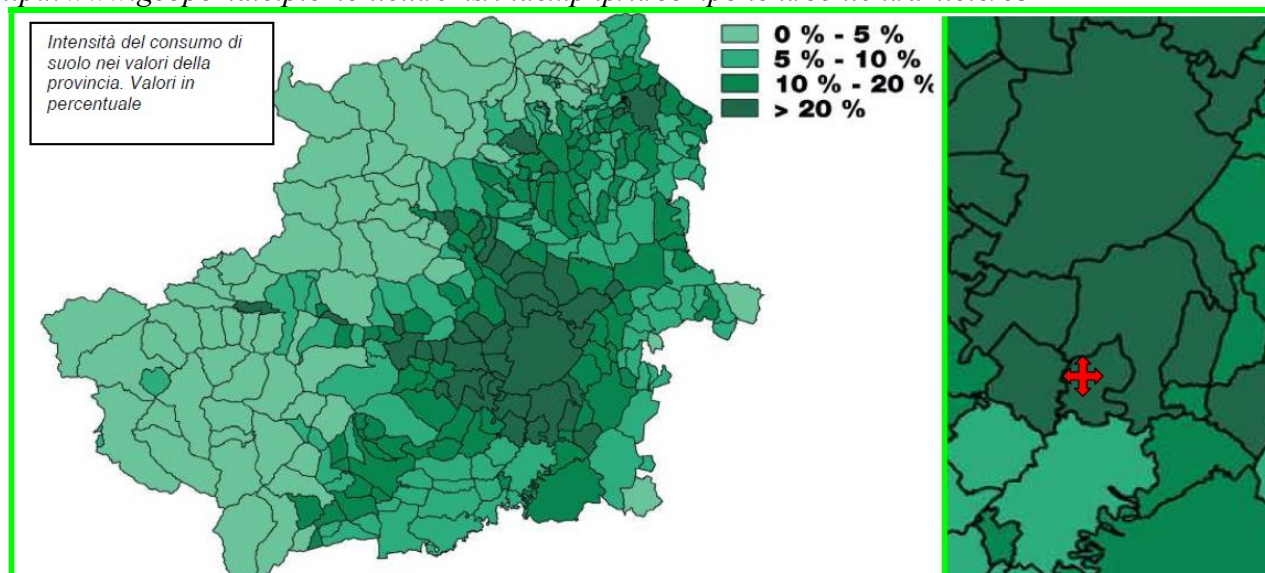 Intensità del consumo di
suolo nei valori della
provincia. Valori in
percentuale
0 % - 5 %
5 % - 10 %
10 % - 20 %
> 20 %